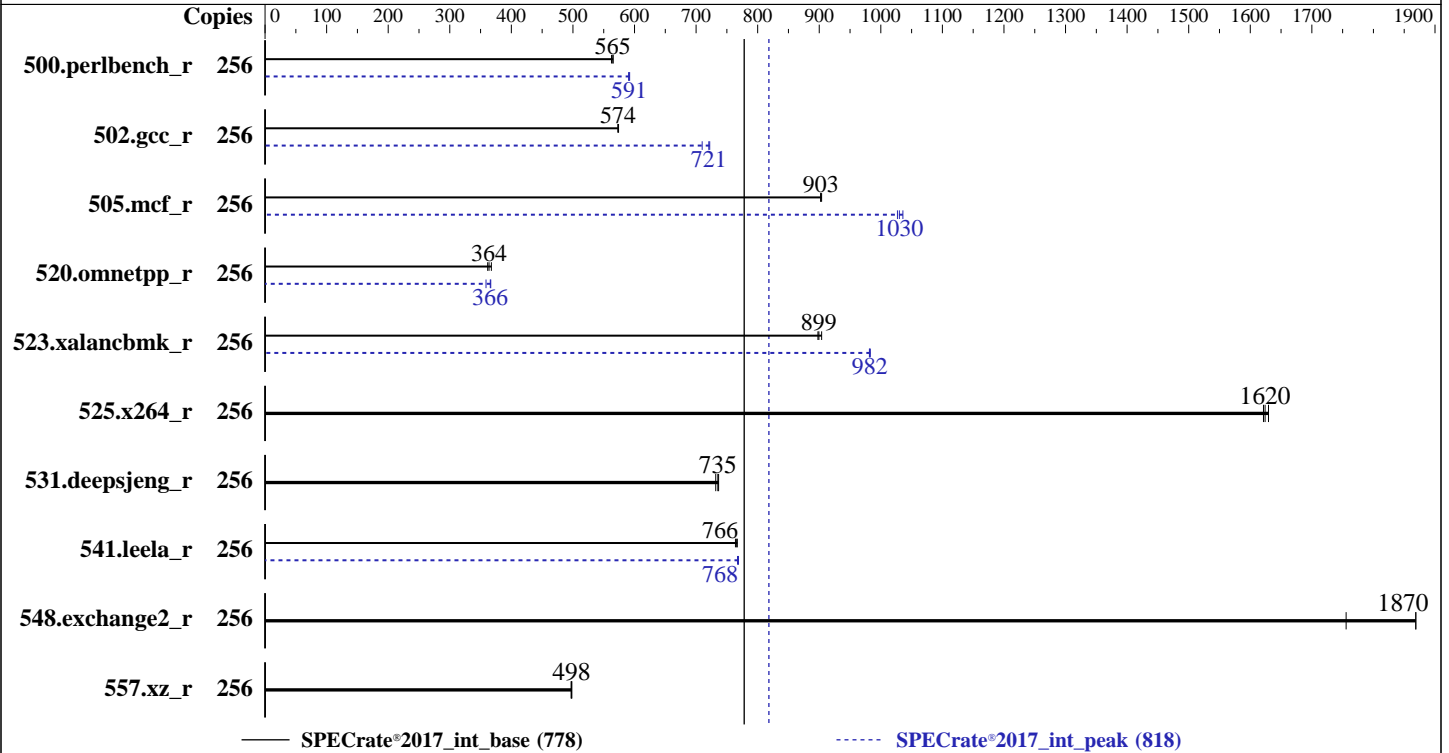 Copies 0 100 200 300 400 500 600 700 800 900 1000 1100 1200 1300 1400 1500 1600 1700 1900
565
500.perlbench_r 256
591
574
502.gcc_r 256
721
903
505.mcf_r 256
1030
364
520.omnetpp_r 256
366
899
523.xalancbmk_r 256
982
1620
525.x264_r 256
735
531.deepsjeng_r 256
766
541.leela_r 256
768
1870
548.exchange2_r 256
498
557.xz_r 256
SPECrate®2017_int_base (778) SPECrate®2017_int_peak (818)